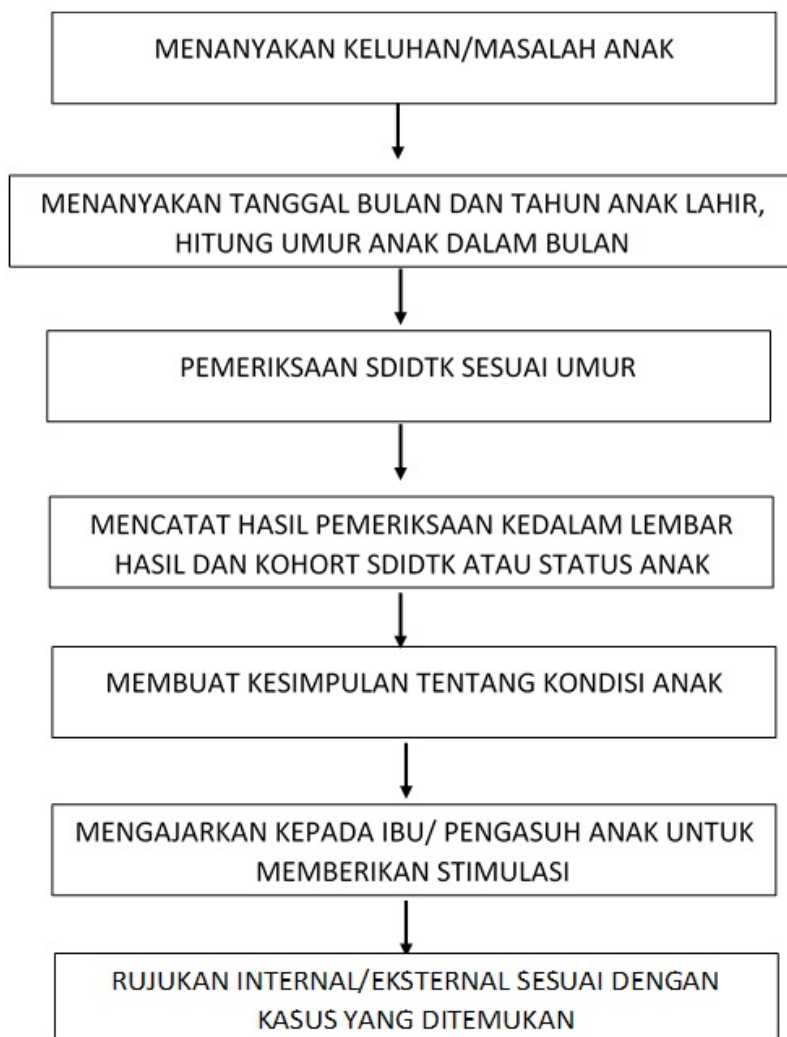 MENANYAKAN KELUHAN/MASALAH ANAK
MENANYAKAN TANGGAL BULAN DAN TAHUN ANAK LAHIR,
HITUNG UMUR ANAK DALAM BULAN
PEMERIKSAAN SDIDTK SESUAI UMUR
MENCATAT HASIL PEMERIKSAAN KEDALAM LEMBAR
HASIL DAN KOHORT SDIDTK ATAU STATUS ANAK
MEMBUAT KESIMPULAN TENTANG KONDISI ANAK
MENGAJARKAN KEPADA IBU/ PENGASUH ANAK UNTUK
MEMBERIKAN STIMULASI
RUJUKAN INTERNAL/EKSTERNAL SESUAI DENGAN
KASUS YANG DITEMUKAN